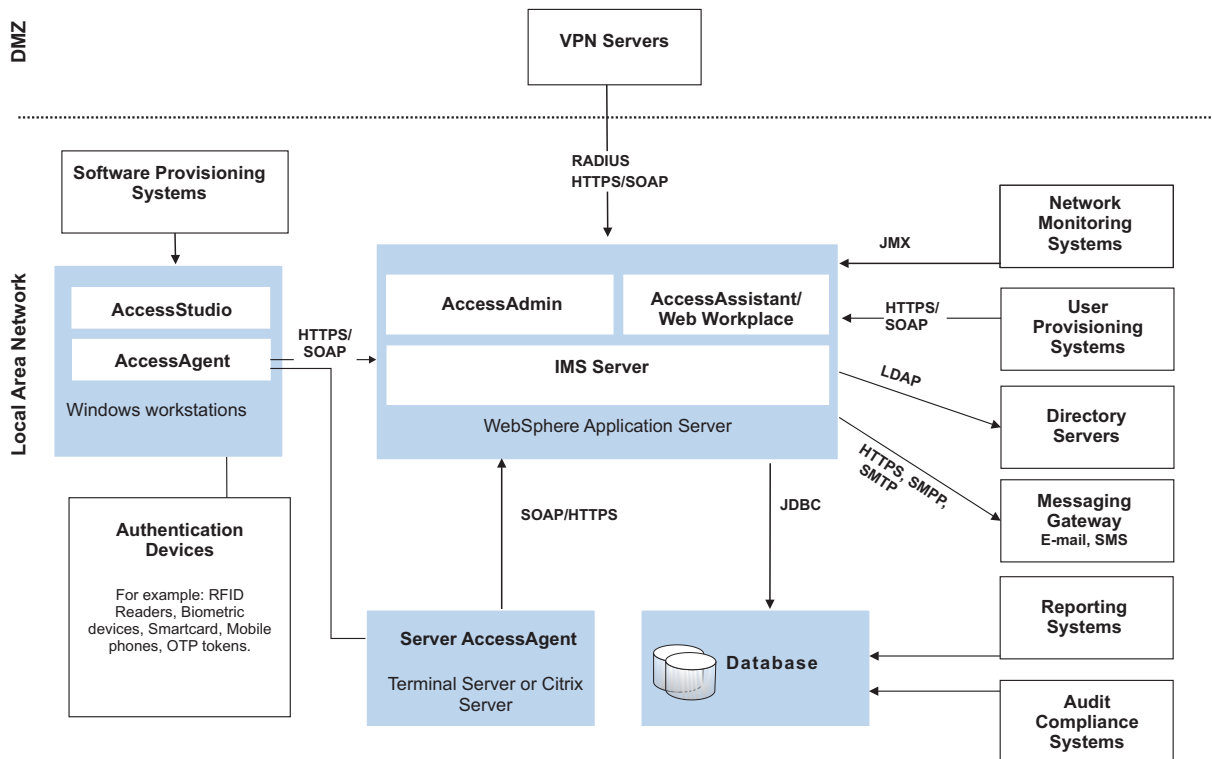 DMZ
VPN Servers
RADIUS
HTTPS/SOAP
Local Area Network
Software Provisioning
Systems
AccessStudio
AccessAgent
Windows workstations
HTTPS/
SOAP
Authentication
Devices
For example: RFID
Readers, Biometric
devices, Smartcard, Mobile
phones, OTP tokens.
AccessAdmin
AccessAssistant/
Web Workplace
IMS Server
WebSphere Application Server
SOAP/HTTPS
JDBC
Server AccessAgent
Terminal Server or Citrix
Server
Database
JMX
Network
Monitoring
Systems
HTTPS/
SOAP
User
Provisioning
Systems
LDAP
Directory
Servers
HTTPS, SMPP,
SMTP
Messaging
Gateway
E-mail, SMS
Reporting
Systems
Audit
Compliance
Systems